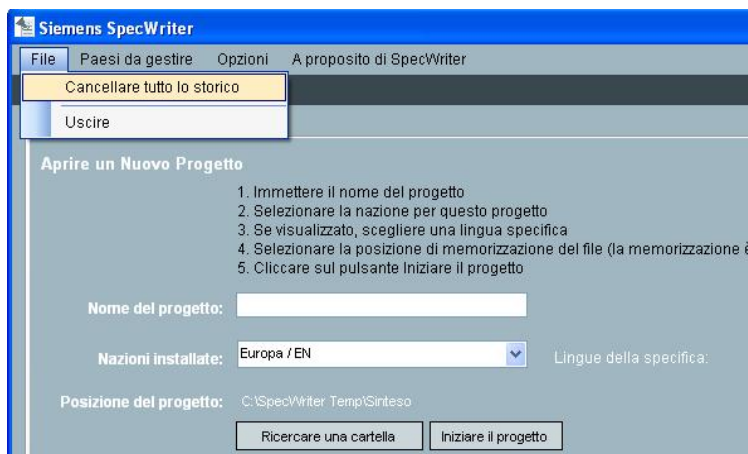 Siemens SpecWriter
File Paesi da gestire Opzioni A proposito di SpecWriter
Cancellare tutto lo storico
Uscire
Aprire un Nuovo Progetto
1. Immettere il nome del progetto
2. Selezionare la nazione per questo progetto
3. Se visualizzato, scegliere una lingua specifica
4. Selezionare la posizione di memorizzazione del file (la memorizzazione è
5. Cliccare sul pulsante Iniziare il progetto
Nome del progetto:
Nazioni installate: Europa / EN Lingue della specifica:
Posizione del progetto: C:\SpecWriter Temp\Sinteso
Ricercare una cartella Iniziare il progetto